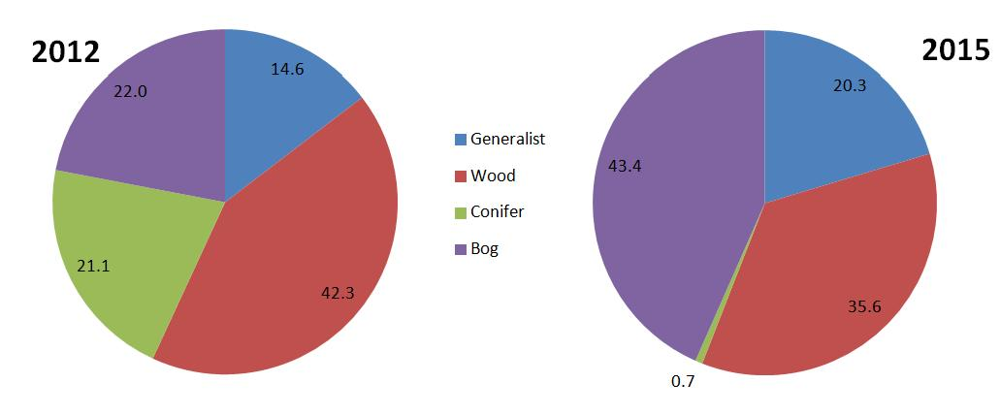 2012
14.6
42.3
21.1
22.0
Generalist
Wood
Conifer
Bog
2015
20.3
35.6
0.7
43.4